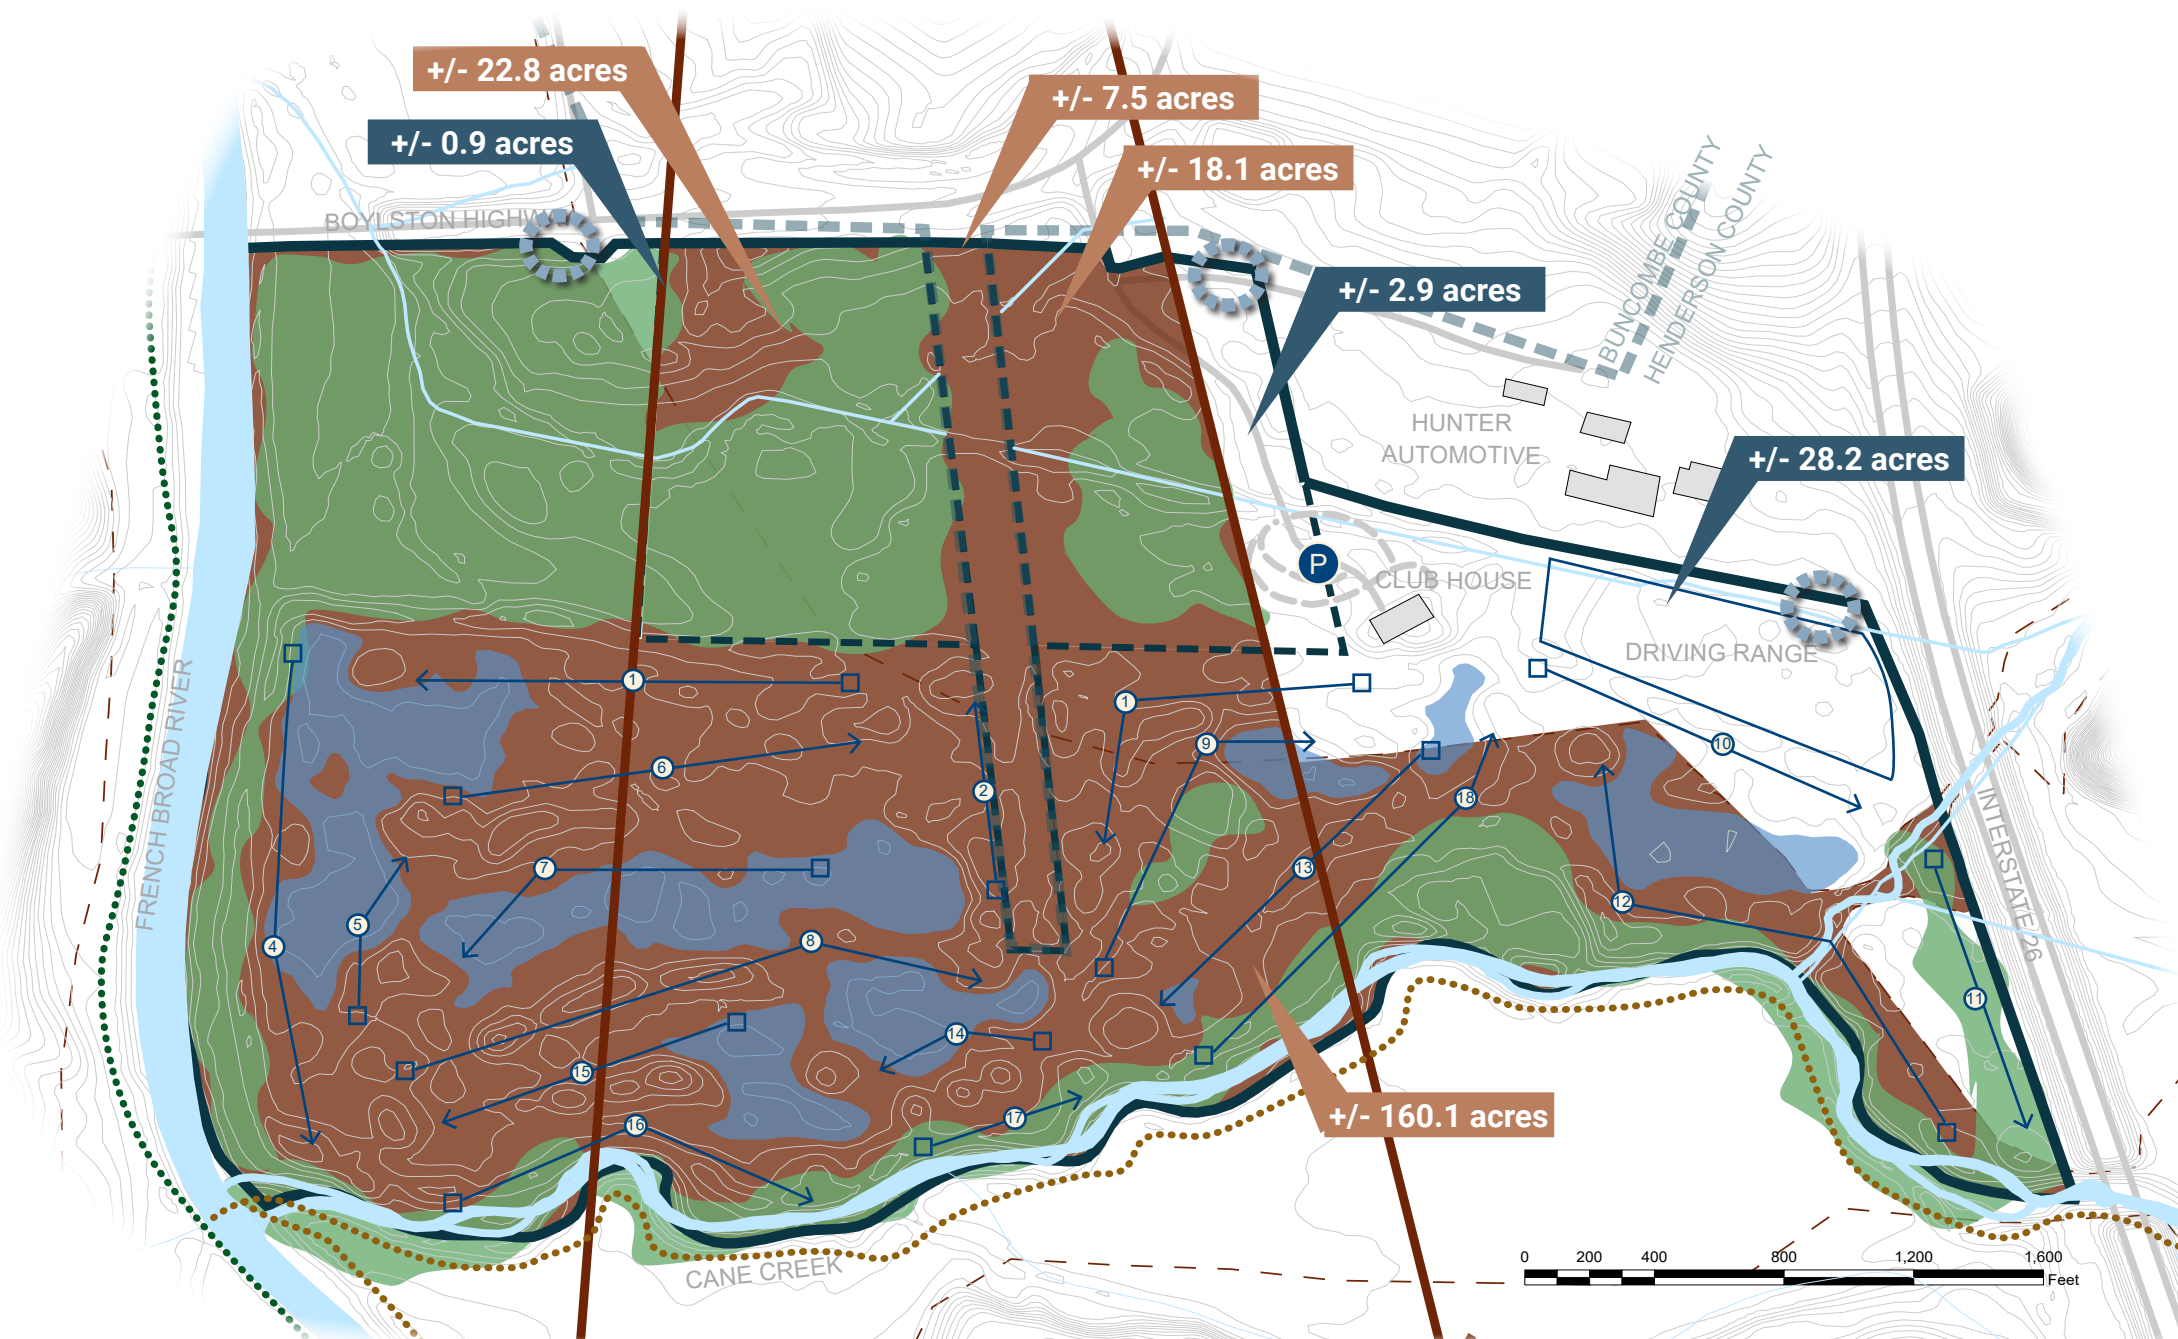 +/- 22.8 acres
+/- 7.5 acres
+/- 0.9 acres
+/- 18.1 acres
BOYLSTON HIGHW
BUNCOMBE COUNTY
HENDERSON COUNTY
+/- 2.9 acres
HUNTER
AUTOMOTIVE
+/- 28.2 acres
P
CLUB HOUSE
DRIVING RANGE
FRENCH BROAD RIVER
1
1
9
10
6
2
18
7
13
12
5
4
8
INTERSTATE 26
11
14
15
17
16
+/- 160.1 acres
CANE CREEK
0 200 400 800 1,200 1,600
Feet